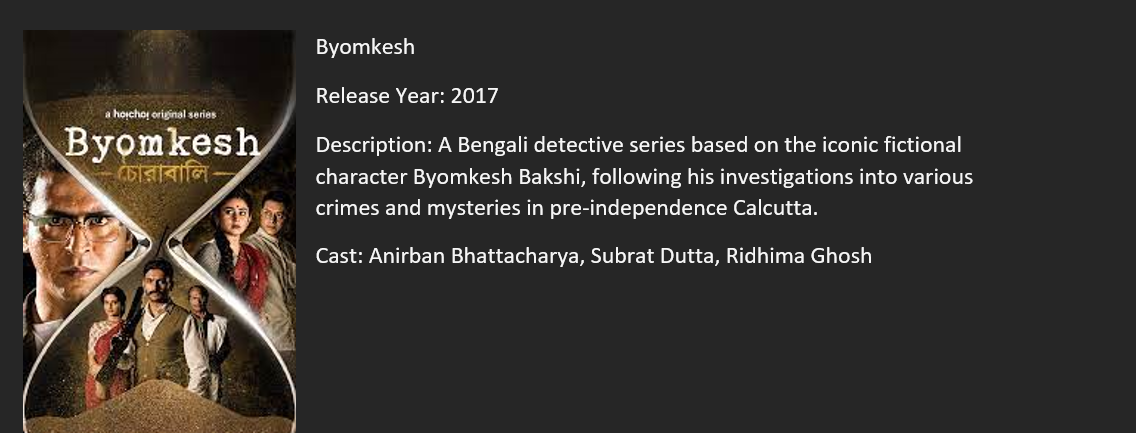 a hoichoi original series
Byomkesh
চোরাবালি
Byomkesh
Release Year: 2017
Description: A Bengali detective series based on the iconic fictional
character Byomkesh Bakshi, following his investigations into various
crimes and mysteries in pre-independence Calcutta.
Cast: Anirban Bhattacharya, Subrat Dutta, Ridhima Ghosh